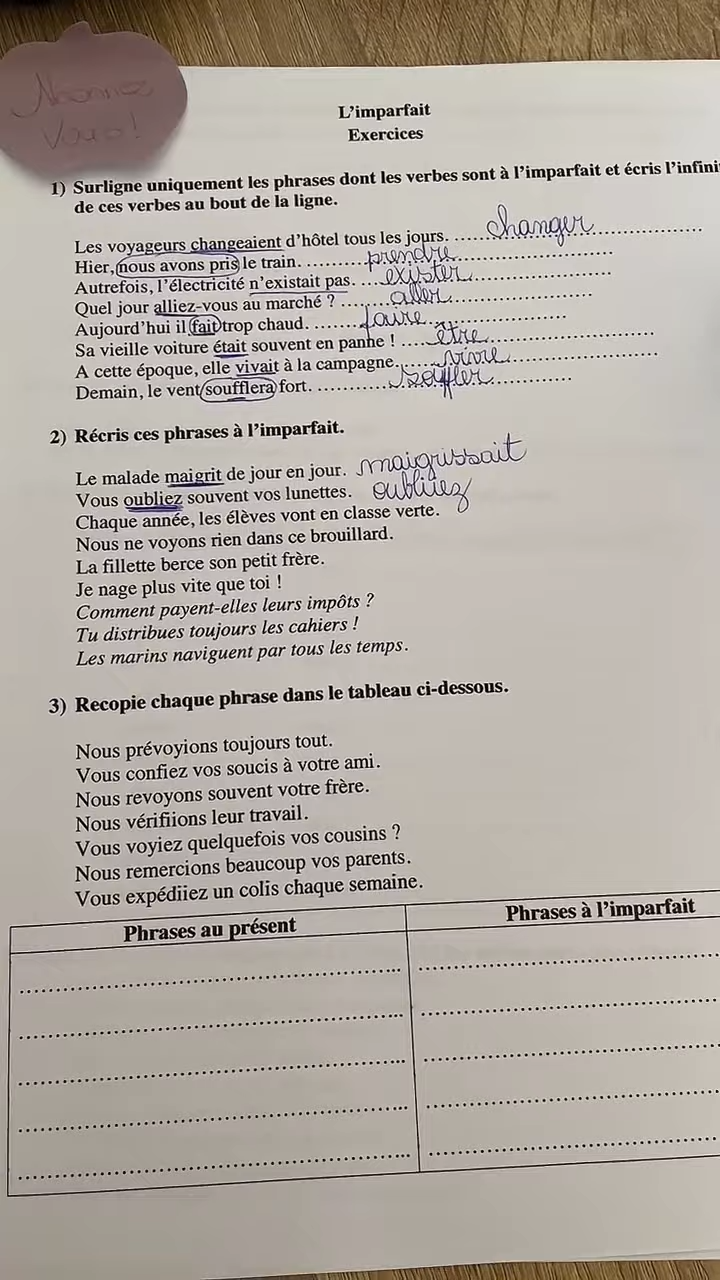 Abonnez
Vous!
L'imparfait
Exercices
1) Surligne uniquement les phrases dont les verbes sont à l'imparfait et écris l'infini
de ces verbes au bout de la ligne.
Les voyageurs changeaient d'hôtel tous les jours. changer
Hier, nous avons pris le train. prendre
Autrefois, l'électricité n'existait pas. exister
Quel jour alliez-vous au marché ? aller
Aujourd'hui il fait trop chaud. faire
Sa vieille voiture était souvent en panne ! être
A cette époque, elle vivait à la campagne. vivre
Demain, le vent soufflera fort. souffler
2) Récris ces phrases à l'imparfait.
Le malade maigrit de jour en jour. maigrissait
Vous oubliez souvent vos lunettes. oubliiez
Chaque année, les élèves vont en classe verte.
Nous ne voyons rien dans ce brouillard.
La fillette berce son petit frère.
Je nage plus vite que toi !
Comment payent-elles leurs impôts ?
Tu distribues toujours les cahiers !
Les marins naviguent par tous les temps.
3) Recopie chaque phrase dans le tableau ci-dessous.
Nous prévoyions toujours tout.
Vous confiez vos soucis à votre ami.
Nous revoyons souvent votre frère.
Nous vérifiions leur travail.
Vous voyiez quelquefois vos cousins ?
Nous remercions beaucoup vos parents.
Vous expédiiez un colis chaque semaine.
Phrases au présent
Phrases à l'imparfait